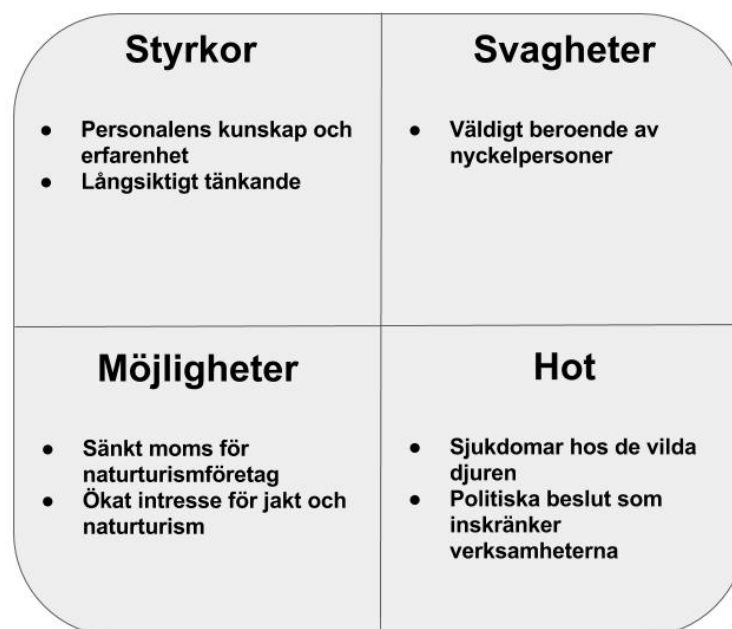 Styrkor
● Personalens kunskap och
erfarenhet
● Långsiktigt tänkande
Svagheter
● Väldigt beroende av
nyckelpersoner
Möjligheter
● Sänkt moms för
naturturismföretag
● Ökat intresse för jakt och
naturturism
Hot
● Sjukdomar hos de vilda
djuren
● Politiska beslut som
inskränker
verksamheterna